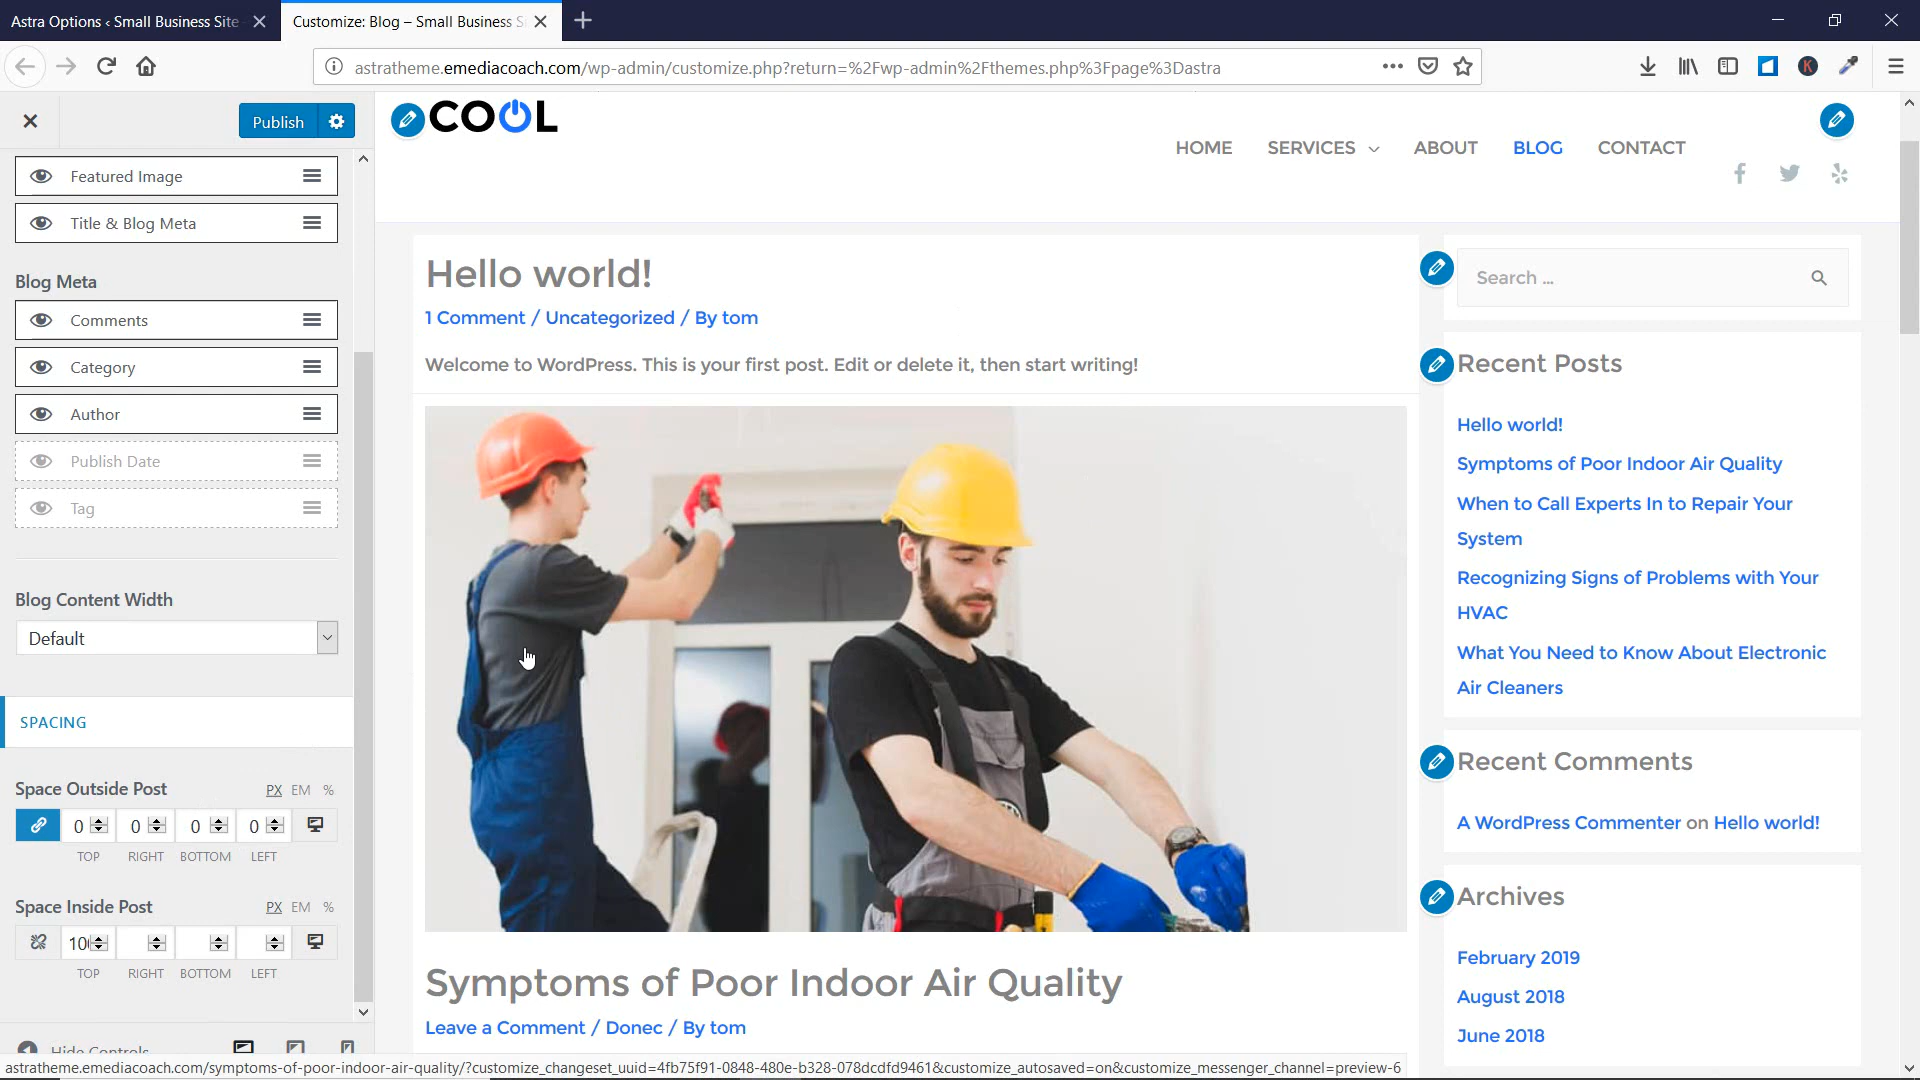 Astra Options ‹ Small Business Site
Customize: Blog – Small Business S
astratheme.emediacoach.com/wp-admin/customize.php?return=%2Fwp-admin%2Fthemes.php%3Fpage%3Dastra
Publish
Featured Image
Title & Blog Meta
Blog Meta
Comments
Category
Author
Publish Date
Tag
Blog Content Width
Default
SPACING
Space Outside Post PX EM %
0 0 0 0
TOP RIGHT BOTTOM LEFT
Space Inside Post PX EM %
10
TOP RIGHT BOTTOM LEFT
Hide Controls
COOL
HOME SERVICES ABOUT BLOG CONTACT
Hello world!
1 Comment / Uncategorized / By tom
Welcome to WordPress. This is your first post. Edit or delete it, then start writing!
Symptoms of Poor Indoor Air Quality
Leave a Comment / Donec / By tom
Search ...
Recent Posts
Hello world!
Symptoms of Poor Indoor Air Quality
When to Call Experts In to Repair Your
System
Recognizing Signs of Problems with Your
HVAC
What You Need to Know About Electronic
Air Cleaners
Recent Comments
A WordPress Commenter on Hello world!
Archives
February 2019
August 2018
June 2018
astratheme.emediacoach.com/symptoms-of-poor-indoor-air-quality/?customize_changeset_uuid=4fb75f91-0848-480e-b328-078dcdfd9461&customize_autosaved=on&customize_messenger_channel=preview-6